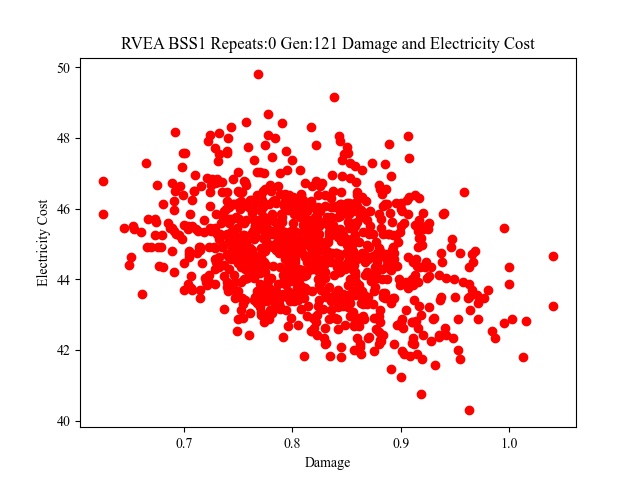 RVEA BSS1 Repeats:0 Gen:121 Damage and Electricity Cost
50
48
46
44
42
40
Electricity Cost
0.7 0.8 0.9 1.0
Damage